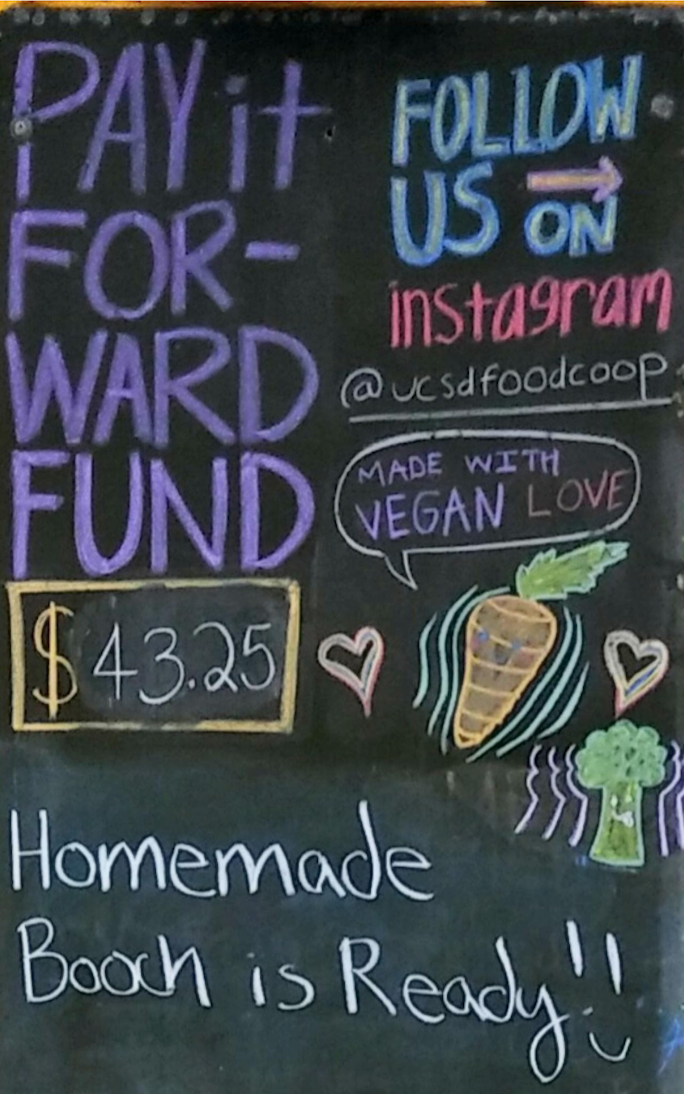 PAY it
FOR-
WARD
FUND
$43.25
FOLLOW
US →
ON
instagram
@ucsdfoodcoop
MADE WITH
VEGAN LOVE
Homemade
Booch is Ready!!